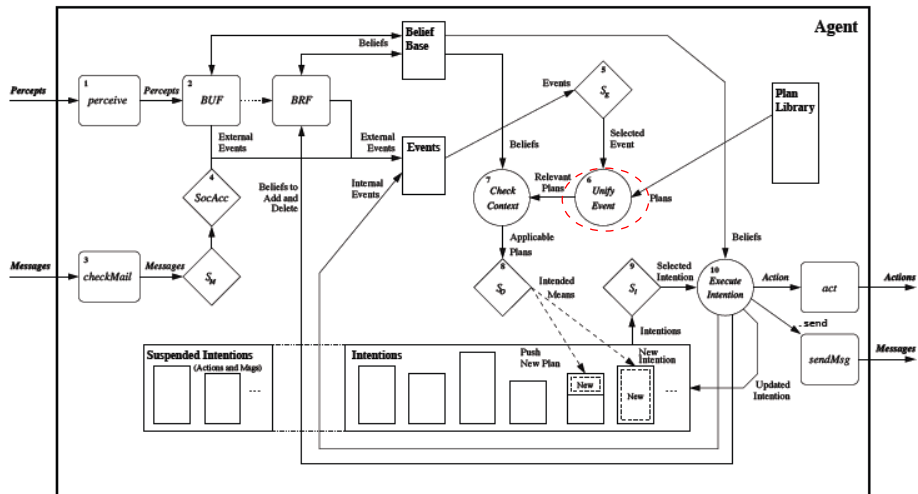 Agent
Belief
Base
Beliefs
Percepts
1
perceive
Percepts
2
BUF
BRF
5
S_E
Events
Plan
Library
External
Events
External
Events
Events
Selected
Event
Beliefs
4
SocAcc
Beliefs to
Add and
Delete
Internal
Events
7
Check
Context
Relevant
Plans
6
Unify
Event
Plans
Messages
3
checkMail
Messages
S_M
Applicable
Plans
8
S_O
Intended
Means
9
S_I
Selected
Intention
Beliefs
10
Execute
Intention
Action
act
Actions
Intentions
.send
sendMsg
Messages
Suspended Intentions
(Actions and Msgs)
...
Intentions
Push
New Plan
New
New
Intention
New
...
Updated
Intention